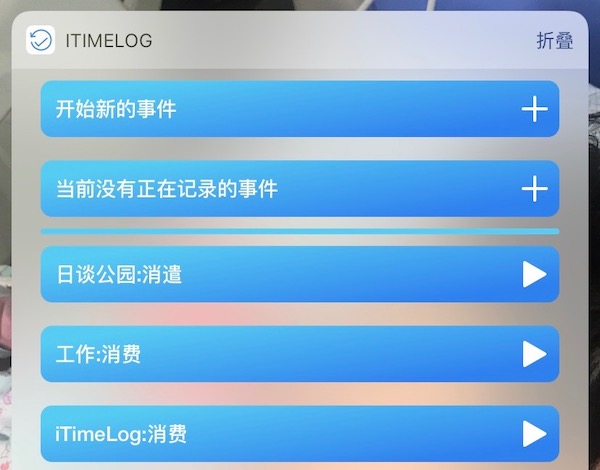 ITIMELOG
折叠
开始新的事件
当前没有正在记录的事件
日谈公园:消遣
工作:消费
iTimeLog:消费